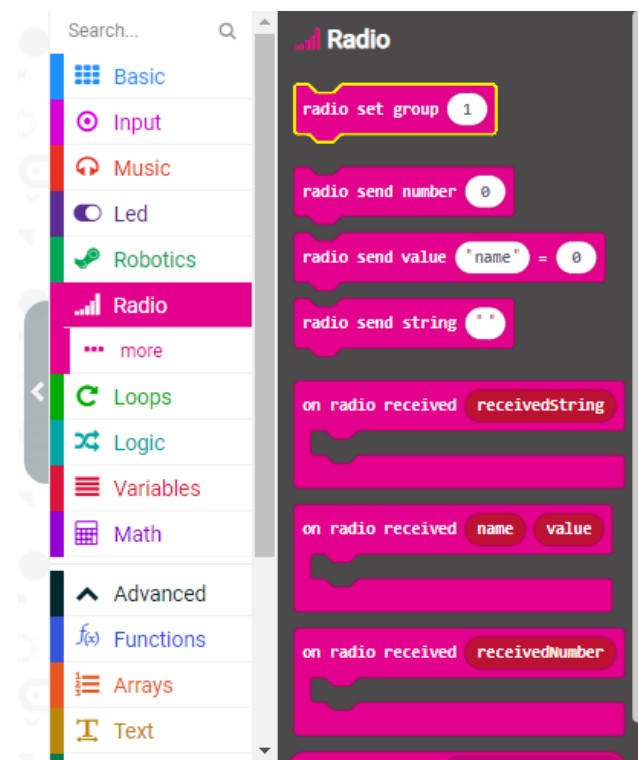 Search...
Basic
Input
Music
Led
Robotics
Radio
more
Loops
Logic
Variables
Math
Advanced
f(x) Functions
Arrays
Text
Radio
radio set group 1
radio send number 0
radio send value "name" = 0
radio send string " "
on radio received receivedString
on radio received name value
on radio received receivedNumber